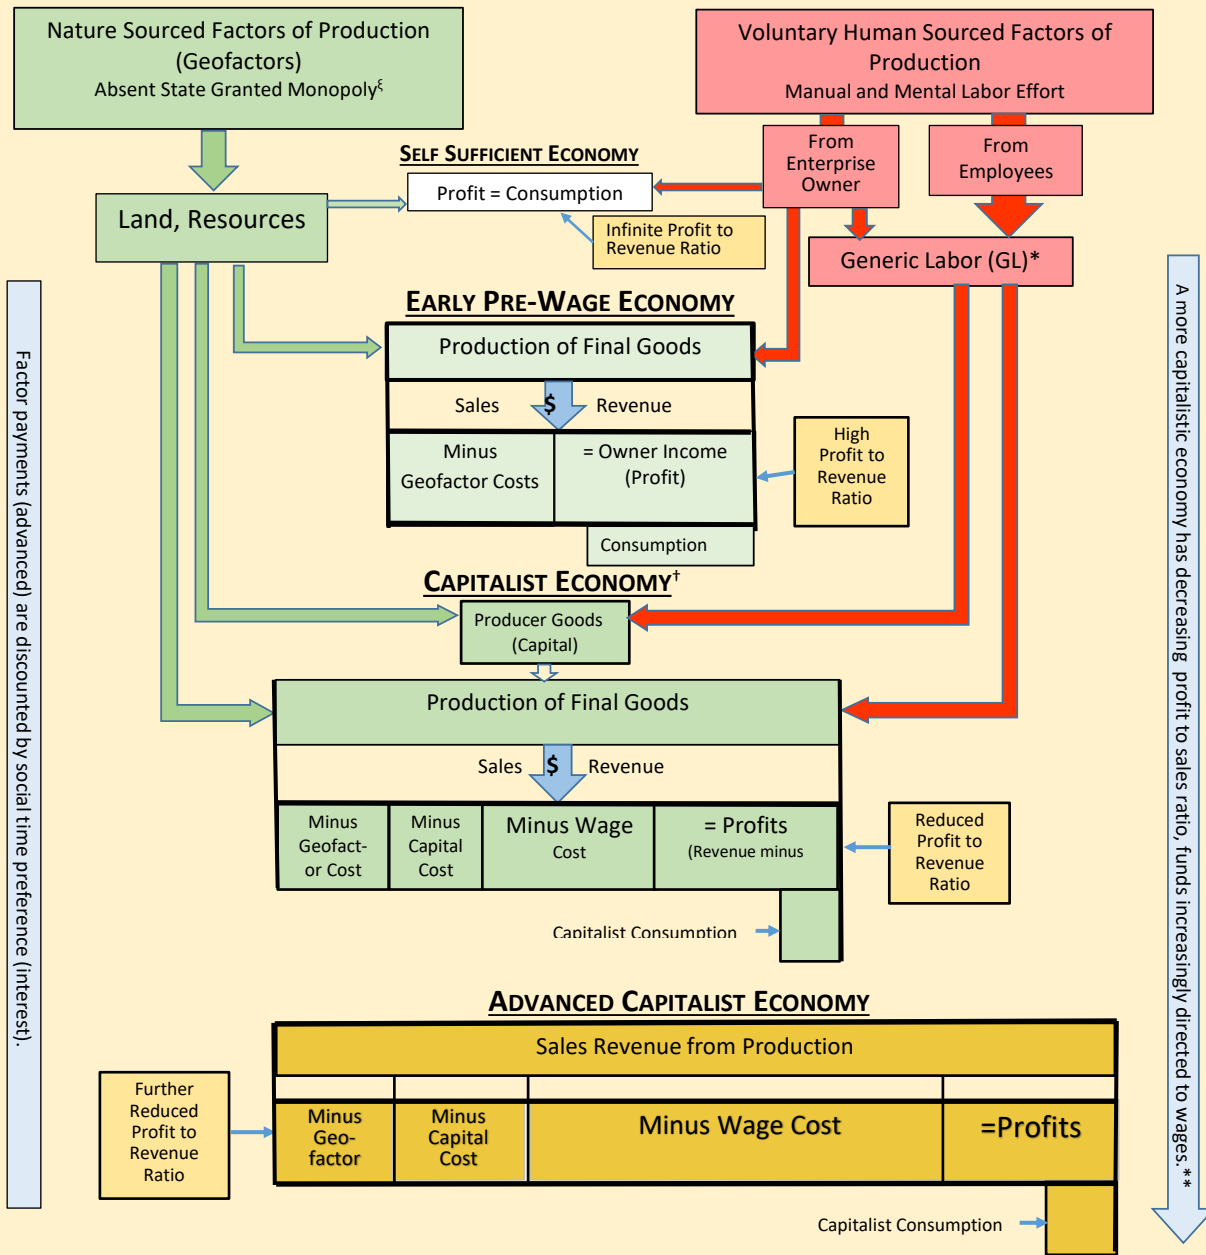 Nature Sourced Factors of Production
(Geofactors)
Absent State Granted Monopolyξ
Voluntary Human Sourced Factors of
Production
Manual and Mental Labor Effort
From
Enterprise
Owner
From
Employees
SELF SUFFICIENT ECONOMY
Profit = Consumption
Land, Resources
Infinite Profit to
Revenue Ratio
Generic Labor (GL)*
EARLY PRE-WAGE ECONOMY
Production of Final Goods
Sales $ Revenue
Minus
Geofactor Costs
= Owner Income
(Profit)
High
Profit to
Revenue
Ratio
Consumption
CAPITALIST ECONOMY†
Producer Goods
(Capital)
Production of Final Goods
Sales $ Revenue
Minus
Geofact-
or Cost
Minus
Capital
Cost
Minus Wage
Cost
= Profits
(Revenue minus
Reduced
Profit to
Revenue
Ratio
Capitalist Consumption
ADVANCED CAPITALIST ECONOMY
Sales Revenue from Production
Further
Reduced
Profit to
Revenue
Ratio
Minus
Geo-
factor
Minus
Capital
Cost
Minus Wage Cost
=Profits
Capitalist Consumption
Factor payments (advanced) are discounted by social time preference (interest).
A more capitalistic economy has decreasing profit to sales ratio, funds increasingly directed to wages.**